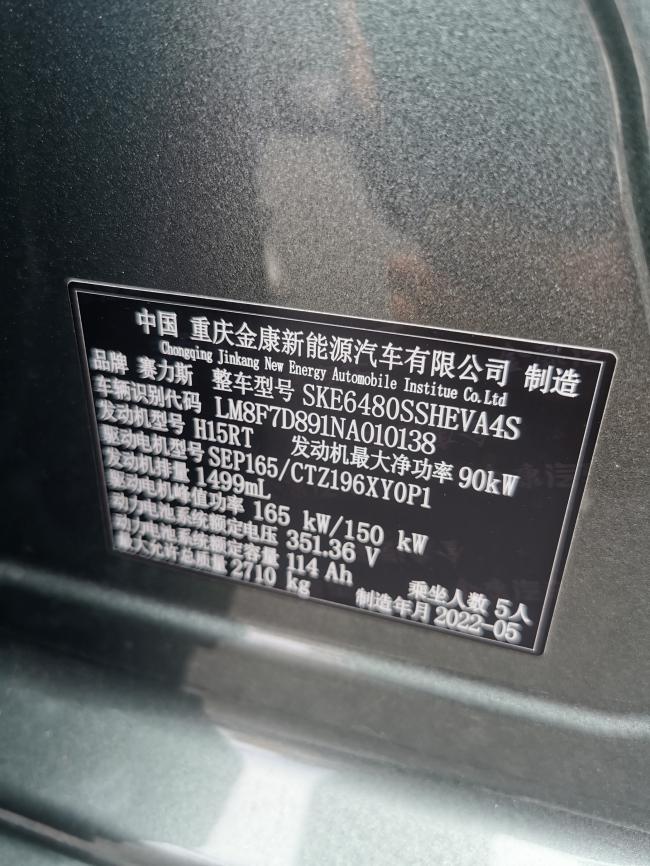 中国 重庆金康新能源汽车有限公司 制造
Chongqing Jinkang New Energy Automobile Institue Co.Ltd
品牌 赛力斯 整车型号 SKE6480SSHEVA4S
车辆识别代码 LM8F7D891NA010138
发动机型号 H15RT 发动机最大净功率 90kW
驱动电机型号 SEP165/CTZ196XY0P1
发动机排量 1499mL
驱动电机峰值功率 165 kW/150 kW
动力电池系统额定电压 351.36 V
动力电池系统额定容量 114 Ah 乘坐人数 5人
最大允许总质量 2710 kg 制造年月 2022-05